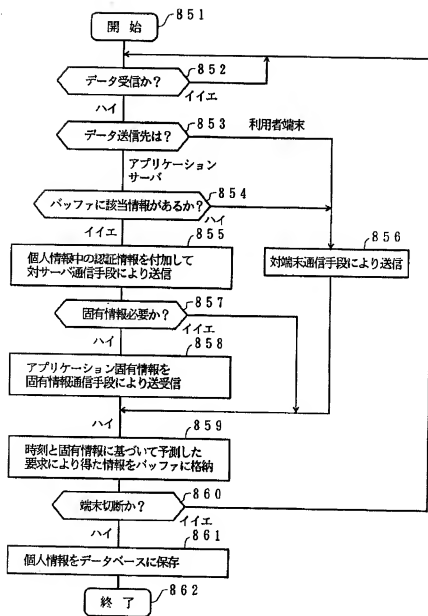 851
開始
852
データ受信か？
イイエ
ハイ
853
データ送信先は？
利用者端末
アプリケーション
サーバ
854
バッファに該当情報があるか？
ハイ
イイエ
855
個人情報中の認証情報を付加して
対サーバ通信手段により送信
856
対端末通信手段により送信
857
固有情報必要か？
イイエ
ハイ
858
アプリケーション固有情報を
固有情報通信手段により送受信
ハイ
859
時刻と固有情報に基づいて予測した
要求により得た情報をバッファに格納
860
端末切断か？
イイエ
ハイ
861
個人情報をデータベースに保存
862
終了